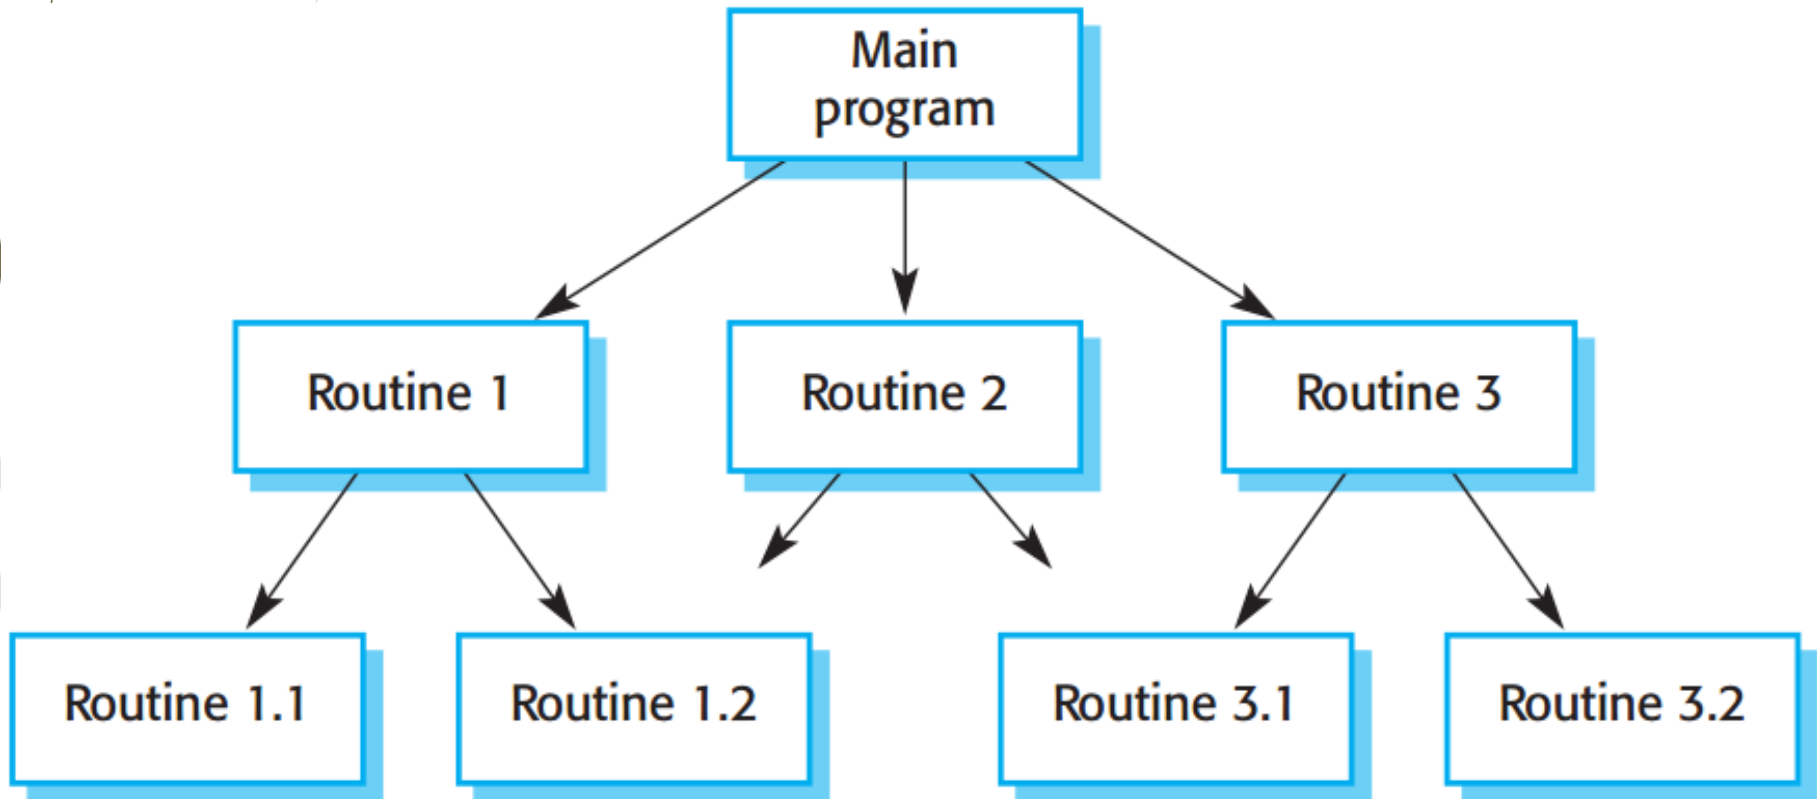 Main
program
Routine 1
Routine 2
Routine 3
Routine 1.1
Routine 1.2
Routine 3.1
Routine 3.2